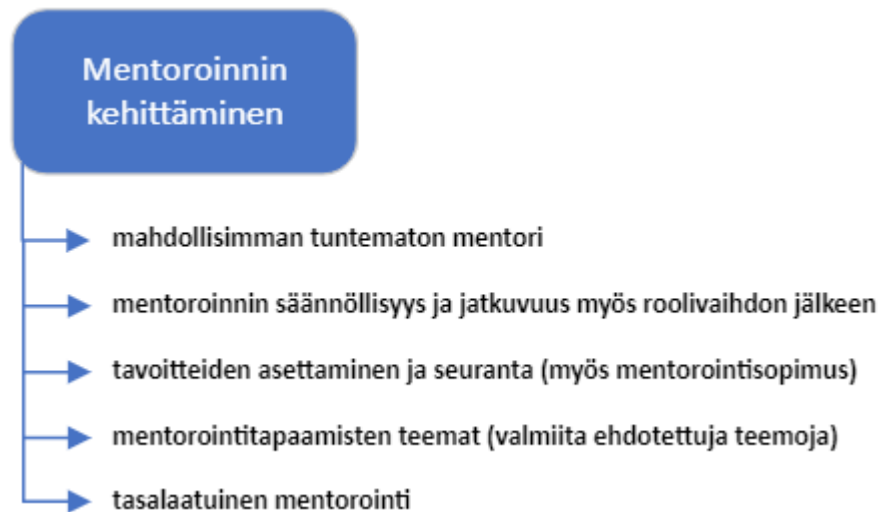 Mentoroinnin
kehittäminen
mahdollisimman tuntematon mentori
mentoroinnin säännöllisyys ja jatkuvuus myös roolivaihdon jälkeen
tavoitteiden asettaminen ja seuranta (myös mentorointisopimus)
mentorointitapaamisten teemat (valmiita ehdotettuja teemoja)
tasalaatuinen mentorointi